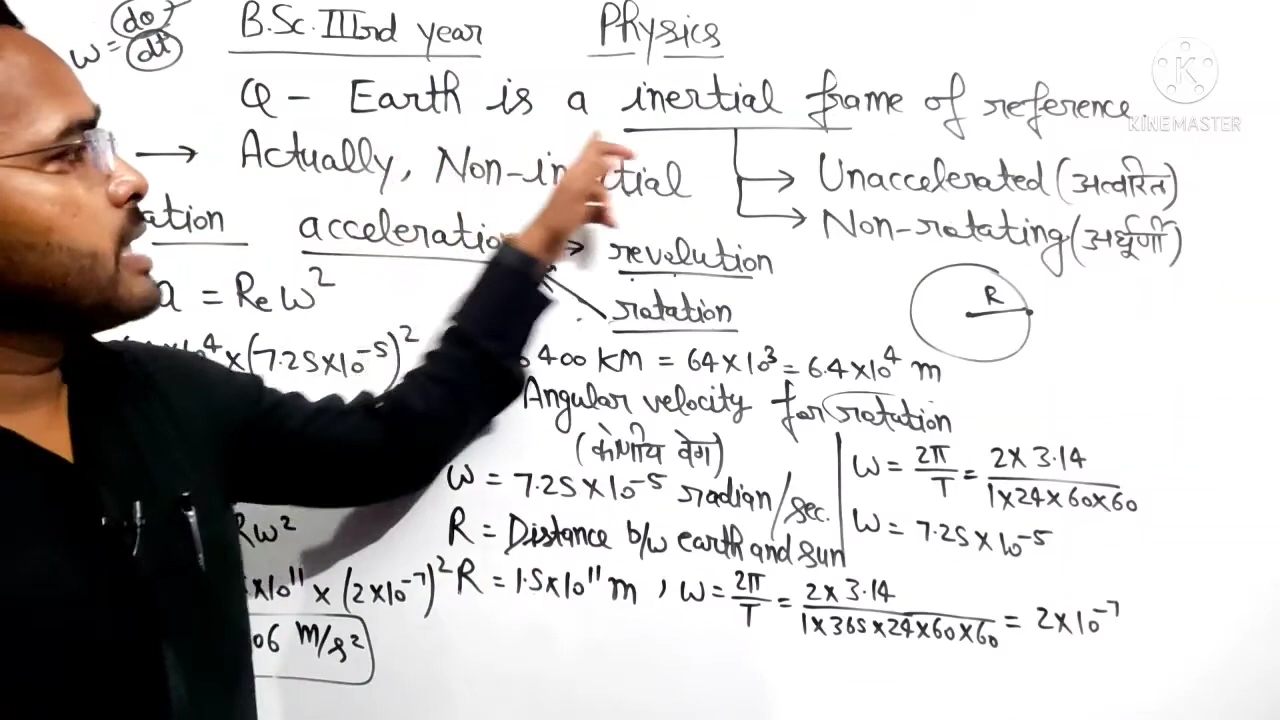 ω = dθ/dt
B.Sc. IIIrd year Physics
Q - Earth is a inertial frame of reference
KINEMASTER
→ Actually, Non-inertial
→ Unaccelerated (अत्वरित)
→ Non-rotating (अघूर्णी)
ation acceleration → revolution
rotation
R
a = Re ω²
400 KM = 64×10³ = 6.4×10⁴ m
10⁴ × (7.25×10⁻⁵)²
Angular velocity for rotation
(कोणीय वेग)
ω = 7.25×10⁻⁵ radian/sec.
ω = 2π/T = 2×3.14/1×24×60×60
ω = 7.25×10⁻⁵
R = Distance b/w earth and sun
Rω²
×10¹¹ × (2×10⁻⁷)²
R = 1.5×10¹¹ m , ω = 2π/T = 2×3.14/1×365×24×60×60 = 2×10⁻⁷
06 m/s²